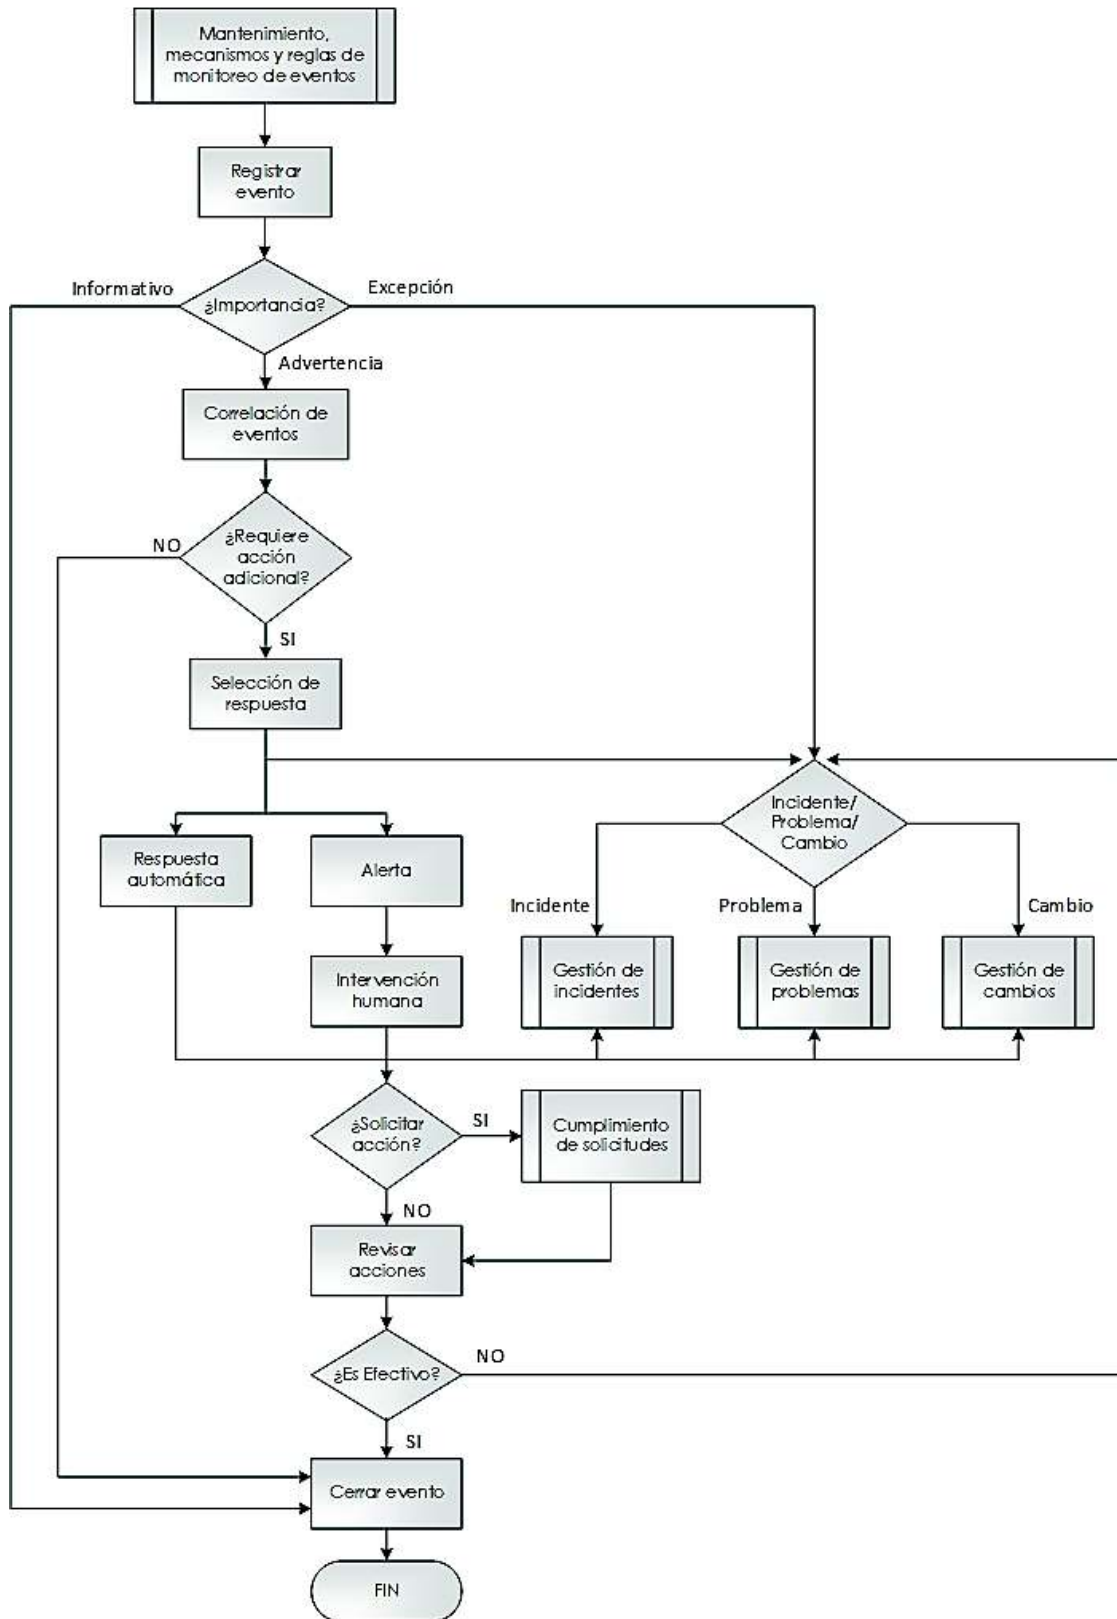 Mantenimiento,
mecanismos y reglas de
monitoreo de eventos
Registrar
evento
Informativo
¿Importancia?
Excepción
Advertencia
Correlación de
eventos
NO
¿Requiere
acción
adicional?
SI
Selección de
respuesta
Incidente/
Problema/
Cambio
Respuesta
automática
Alerta
Incidente
Problema
Cambio
Intervención
humana
Gestión de
incidentes
Gestión de
problemas
Gestión de
cambios
¿Solicitar
acción?
SI
Cumplimiento
de solicitudes
NO
Revisar
acciones
¿Es Efectivo?
NO
SI
Cerrar evento
FIN